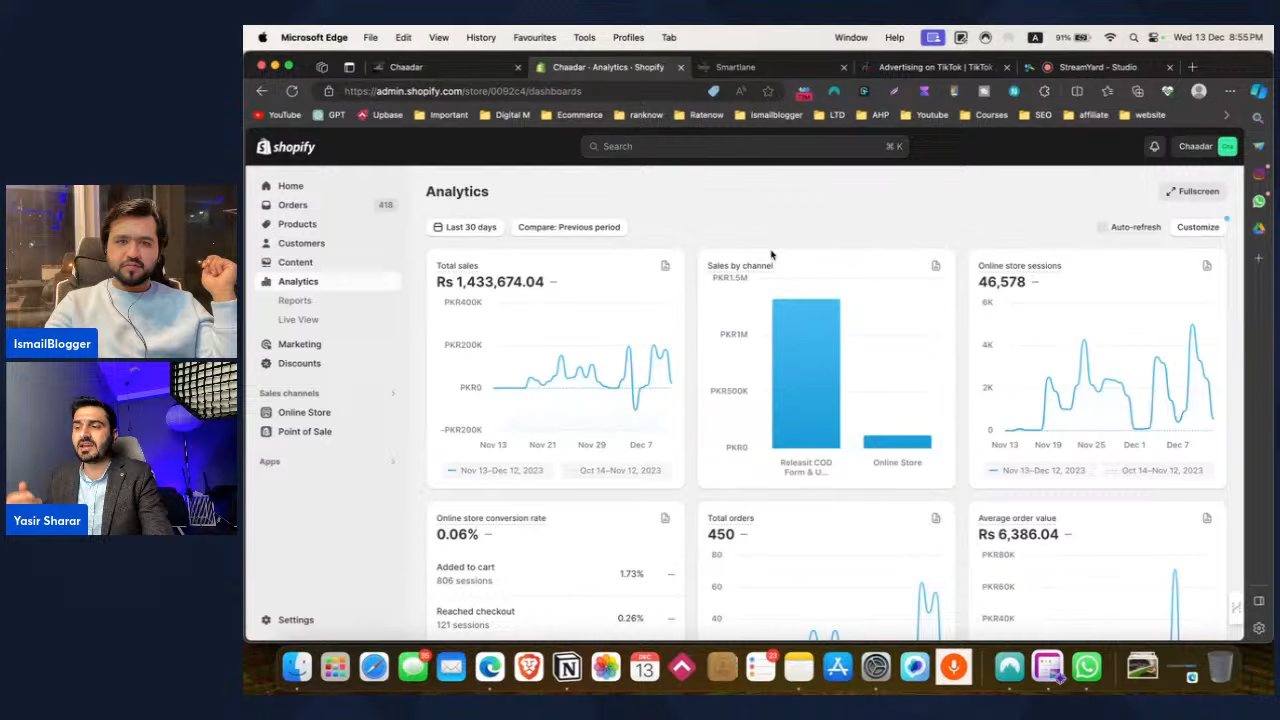 Microsoft Edge File Edit View History Favourites Tools Profiles Tab Window Help A 91% Wed 13 Dec 8:55PM
Chaadar
Chaadar · Analytics · Shopify
Smartlane
Advertising on TikTok | TikT
StreamYard - Studio
https://admin.shopify.com/store/0092c4/dashboards
YouTube GPT Upbase Important Digital M Ecommerce ranknow Ratenow Ismailblogger LTD AHP Youtube Courses SEO affiliate website
shopify
Search
⌘ K
Chaadar
Cha
Home
Orders 418
Products
Customers
Content
Analytics
Reports
Live View
Marketing
Discounts
Sales channels
Online Store
Point of Sale
Apps
Settings
Analytics
Fullscreen
Last 30 days
Compare: Previous period
Auto-refresh
Customize
Total sales
Rs 1,433,674.04 –
PKR400K
PKR200K
PKR0
–PKR200K
Nov 13 Nov 21 Nov 29 Dec 7
Nov 13–Dec 12, 2023
Oct 14–Nov 12, 2023
Sales by channel
PKR1.5M
PKR1M
PKR500K
PKR0
Releasit COD
Form & U...
Online Store
Online store sessions
46,578 –
6K
4K
2K
0
Nov 13 Nov 19 Nov 25 Dec 1 Dec 7
Nov 13–Dec 12, 2023
Oct 14–Nov 12, 2023
Online store conversion rate
0.06% –
Added to cart
806 sessions
1.73% –
Reached checkout
121 sessions
0.26% –
Total orders
450 –
80
60
40
Average order value
Rs 6,386.04 –
PKR80K
PKR60K
PKR40K
IsmailBlogger
Yasir Sharar
DEC
13
23